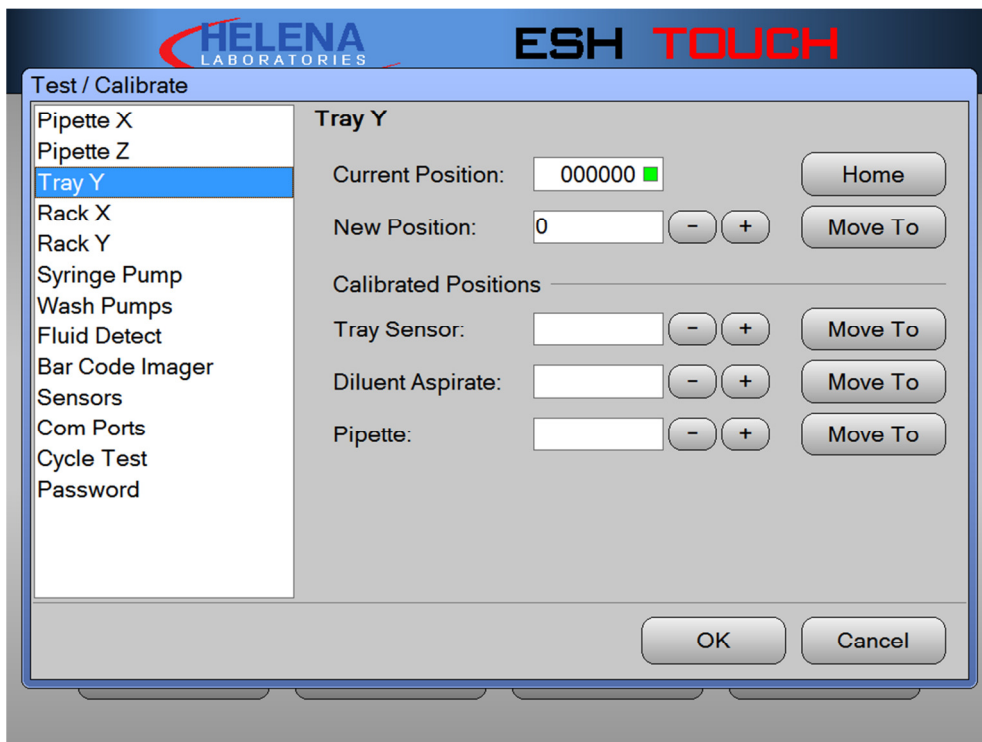 HELENA
LABORATORIES
ESH TOUCH
Test / Calibrate
Pipette X
Pipette Z
Tray Y
Rack X
Rack Y
Syringe Pump
Wash Pumps
Fluid Detect
Bar Code Imager
Sensors
Com Ports
Cycle Test
Password
Tray Y
Current Position: 000000 Home
New Position: 0 - + Move To
Calibrated Positions
Tray Sensor: - + Move To
Diluent Aspirate: - + Move To
Pipette: - + Move To
OK Cancel